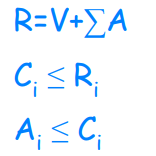 R=V+∑A
Cᵢ ≤ Rᵢ
Aᵢ ≤ Cᵢ